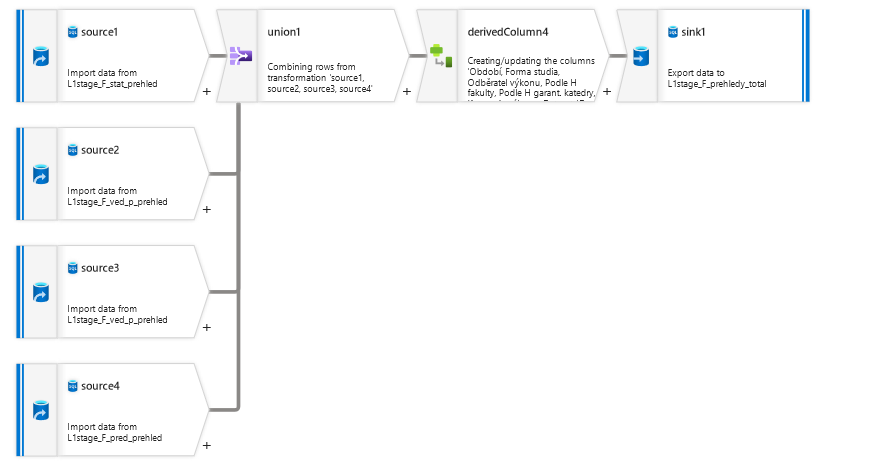 source1
Import data from
L1stage_F_stat_prehled
+
union1
Combining rows from
transformation 'source1,
source2, source3, source4'
+
derivedColumn4
Creating/updating the columns
'Období, Forma studia,
Odběratel výkonu, Podle H
fakulty, Podle H garant. katedry,
+
sink1
Export data to
L1stage_F_prehledy_total
source2
Import data from
L1stage_F_ved_p_prehled
+
source3
Import data from
L1stage_F_ved_p_prehled
+
source4
Import data from
L1stage_F_pred_prehled
+